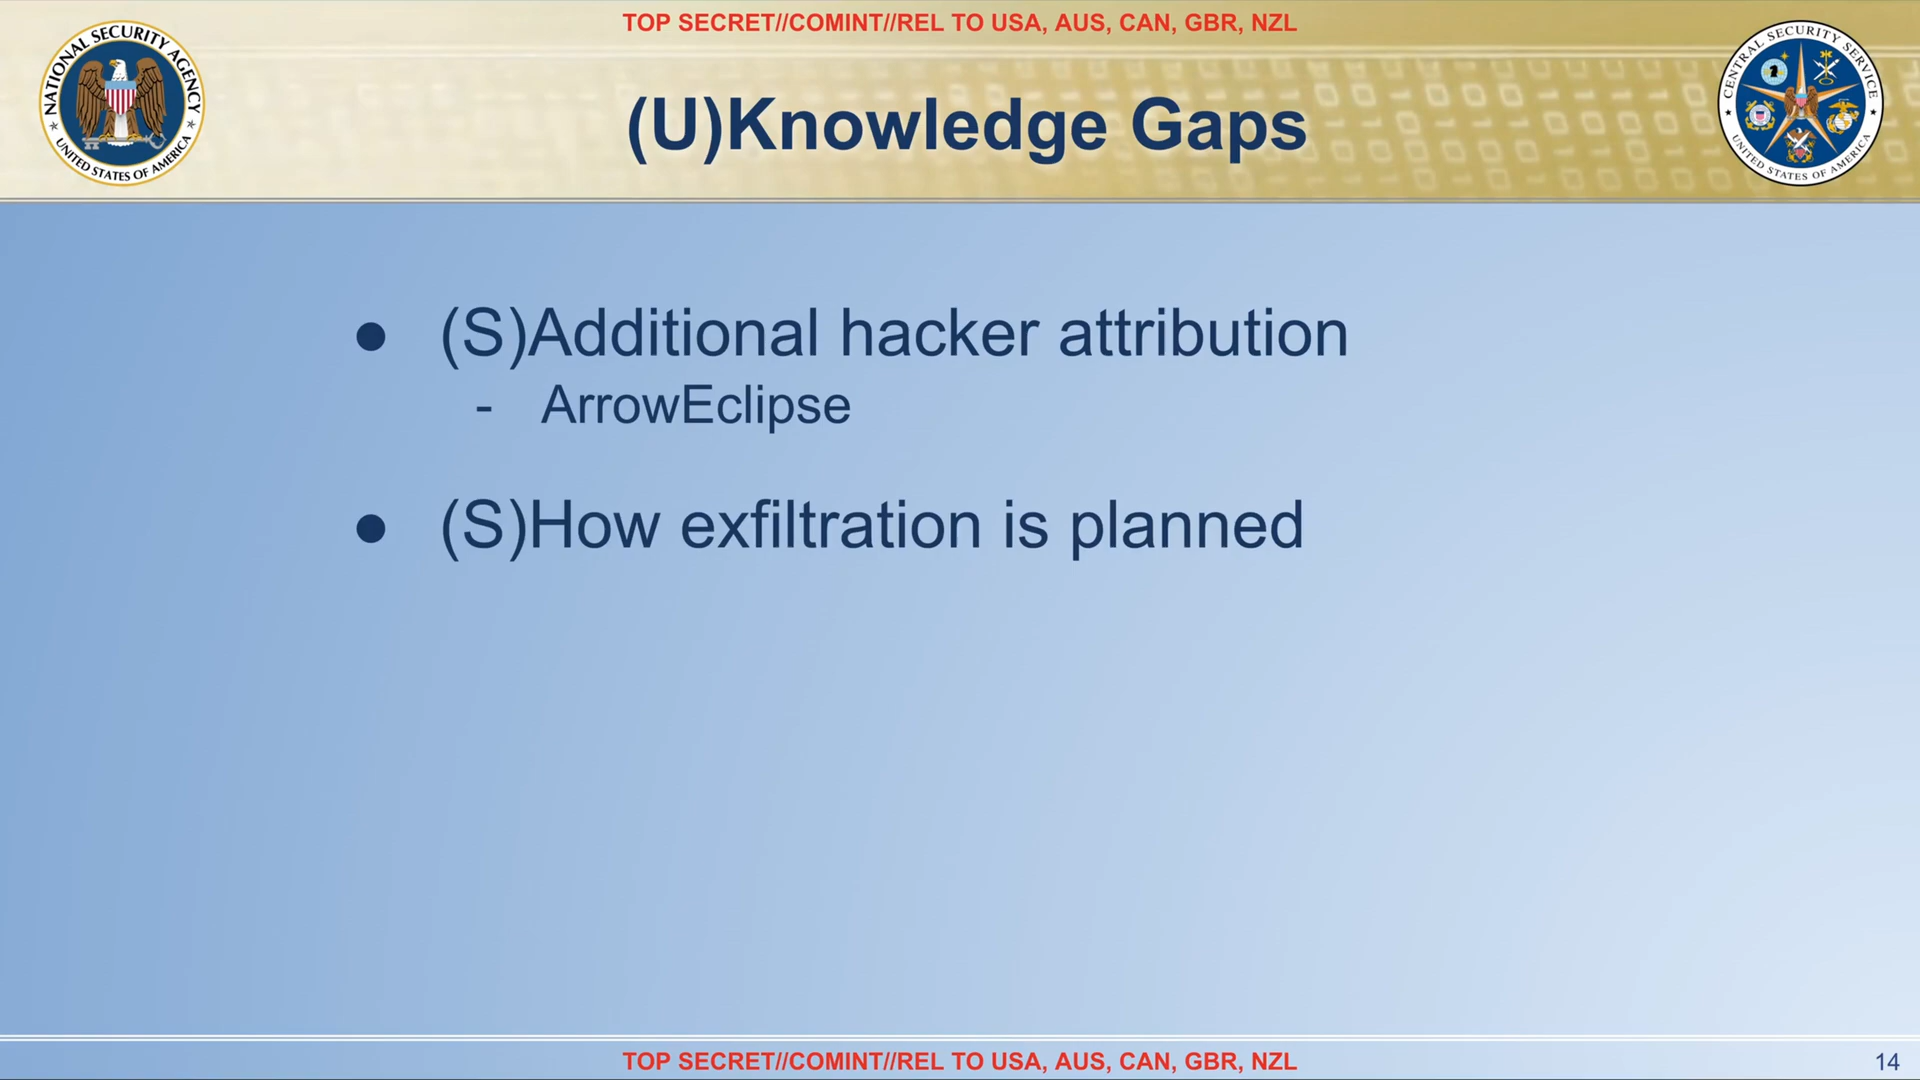 TOP SECRET//COMINT//REL TO USA, AUS, CAN, GBR, NZL
NATIONAL SECURITY AGENCY
UNITED STATES OF AMERICA
(U)Knowledge Gaps
CENTRAL SECURITY SERVICE
UNITED STATES OF AMERICA
● (S)Additional hacker attribution
- ArrowEclipse
● (S)How exfiltration is planned
TOP SECRET//COMINT//REL TO USA, AUS, CAN, GBR, NZL
14